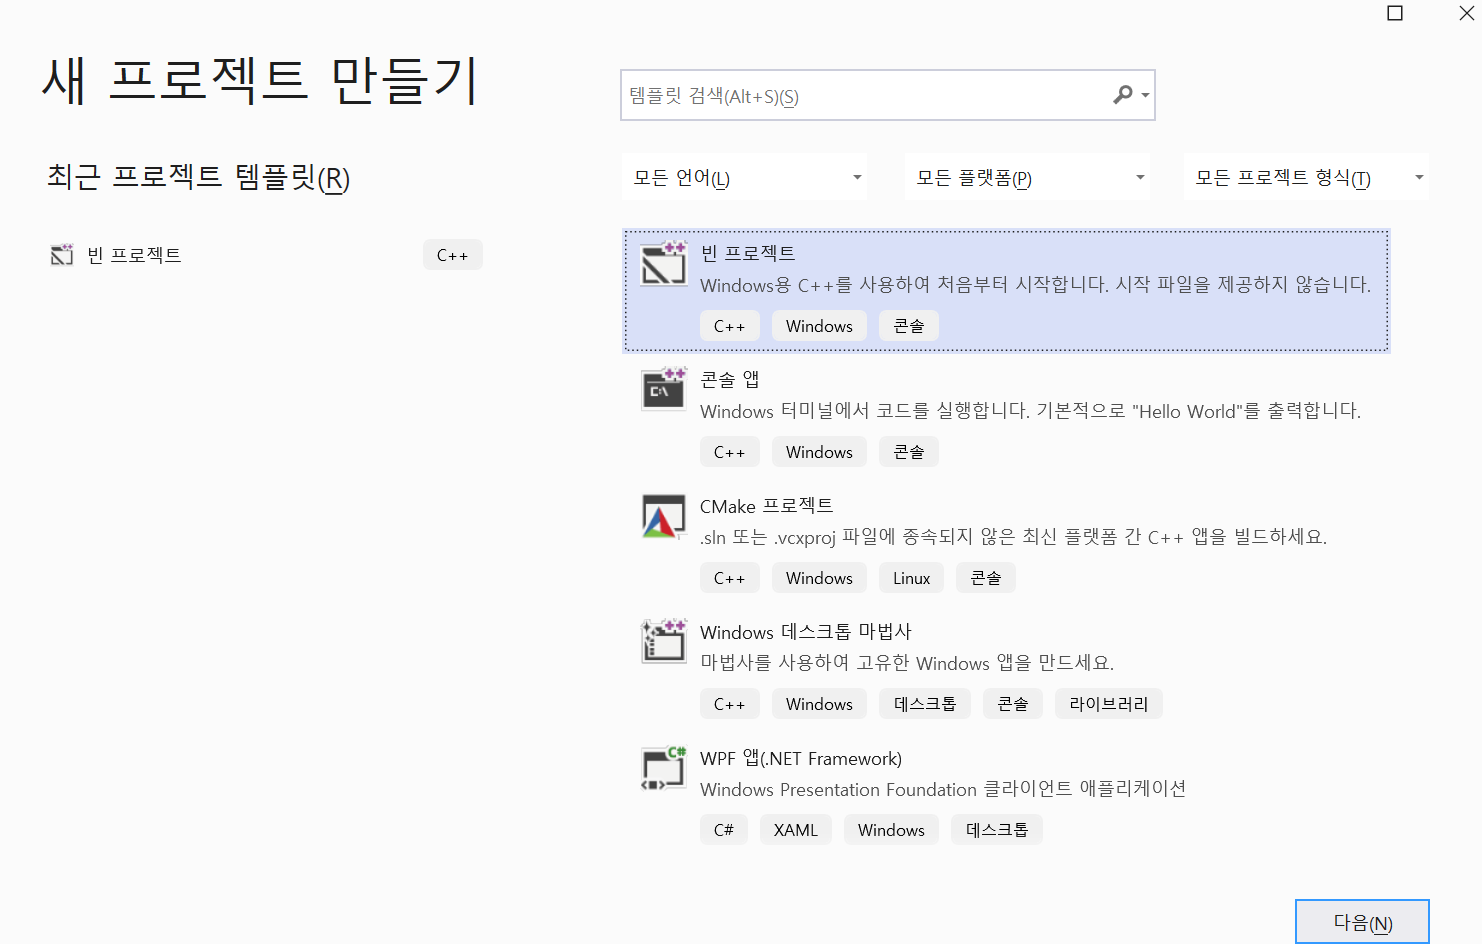 새 프로젝트 만들기
템플릿 검색(Alt+S)(S)
최근 프로젝트 템플릿(R)
모든 언어(L)
모든 플랫폼(P)
모든 프로젝트 형식(T)
빈 프로젝트
C++
빈 프로젝트
Windows용 C++를 사용하여 처음부터 시작합니다. 시작 파일을 제공하지 않습니다.
C++ Windows 콘솔
C:\
콘솔 앱
Windows 터미널에서 코드를 실행합니다. 기본적으로 "Hello World"를 출력합니다.
C++ Windows 콘솔
CMake 프로젝트
.sln 또는 .vcxproj 파일에 종속되지 않은 최신 플랫폼 간 C++ 앱을 빌드하세요.
C++ Windows Linux 콘솔
Windows 데스크톱 마법사
마법사를 사용하여 고유한 Windows 앱을 만드세요.
C++ Windows 데스크톱 콘솔 라이브러리
C#
WPF 앱(.NET Framework)
Windows Presentation Foundation 클라이언트 애플리케이션
C# XAML Windows 데스크톱
다음(N)